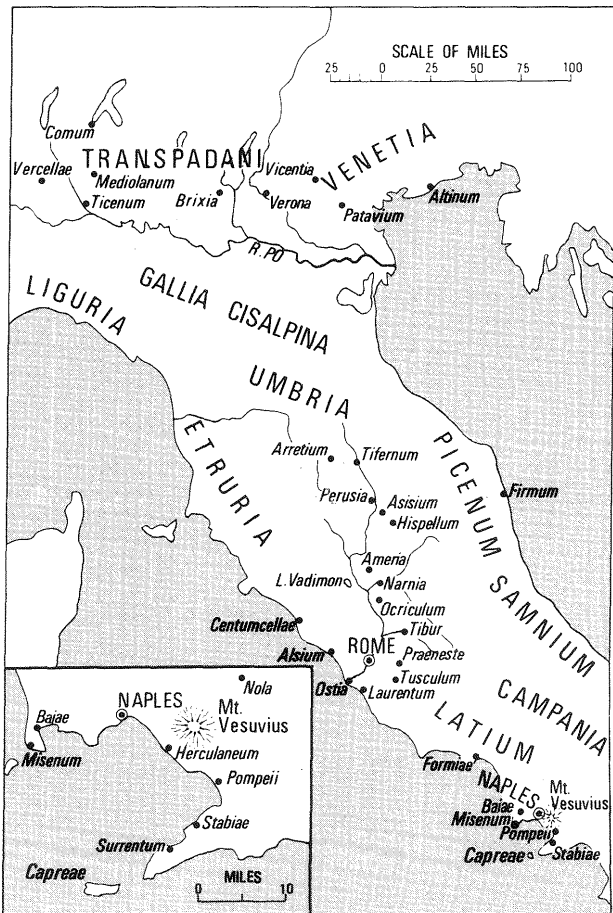 SCALE OF MILES
25 0 25 50 75 100
Comum
TRANSPADANI
VENETIA
Vercellae
Mediolanum
Vicentia
Altinum
Ticenum
Brixia
Verona
Patavium
R.PO
LIGURIA
GALLIA CISALPINA
UMBRIA
ETRURIA
Arretium
Tifernum
PICENUM
Perusia
Firmum
Asisium
Hispellum
Ameria
L.Vadimon
Narnia
SAMNIUM
Ocriculum
Centumcellae
Tibur
ROME
Alsium
Praeneste
Ostia
Tusculum
Laurentum
CAMPANIA
LATIUM
Formiae
NAPLES
Mt.
Vesuvius
Baiae
Misenum
Pompeii
Capreae
Stabiae
Nola
NAPLES
Mt.
Vesuvius
Baiae
Misenum
Herculaneum
Pompeii
Stabiae
Surrentum
Capreae
0 10
MILES